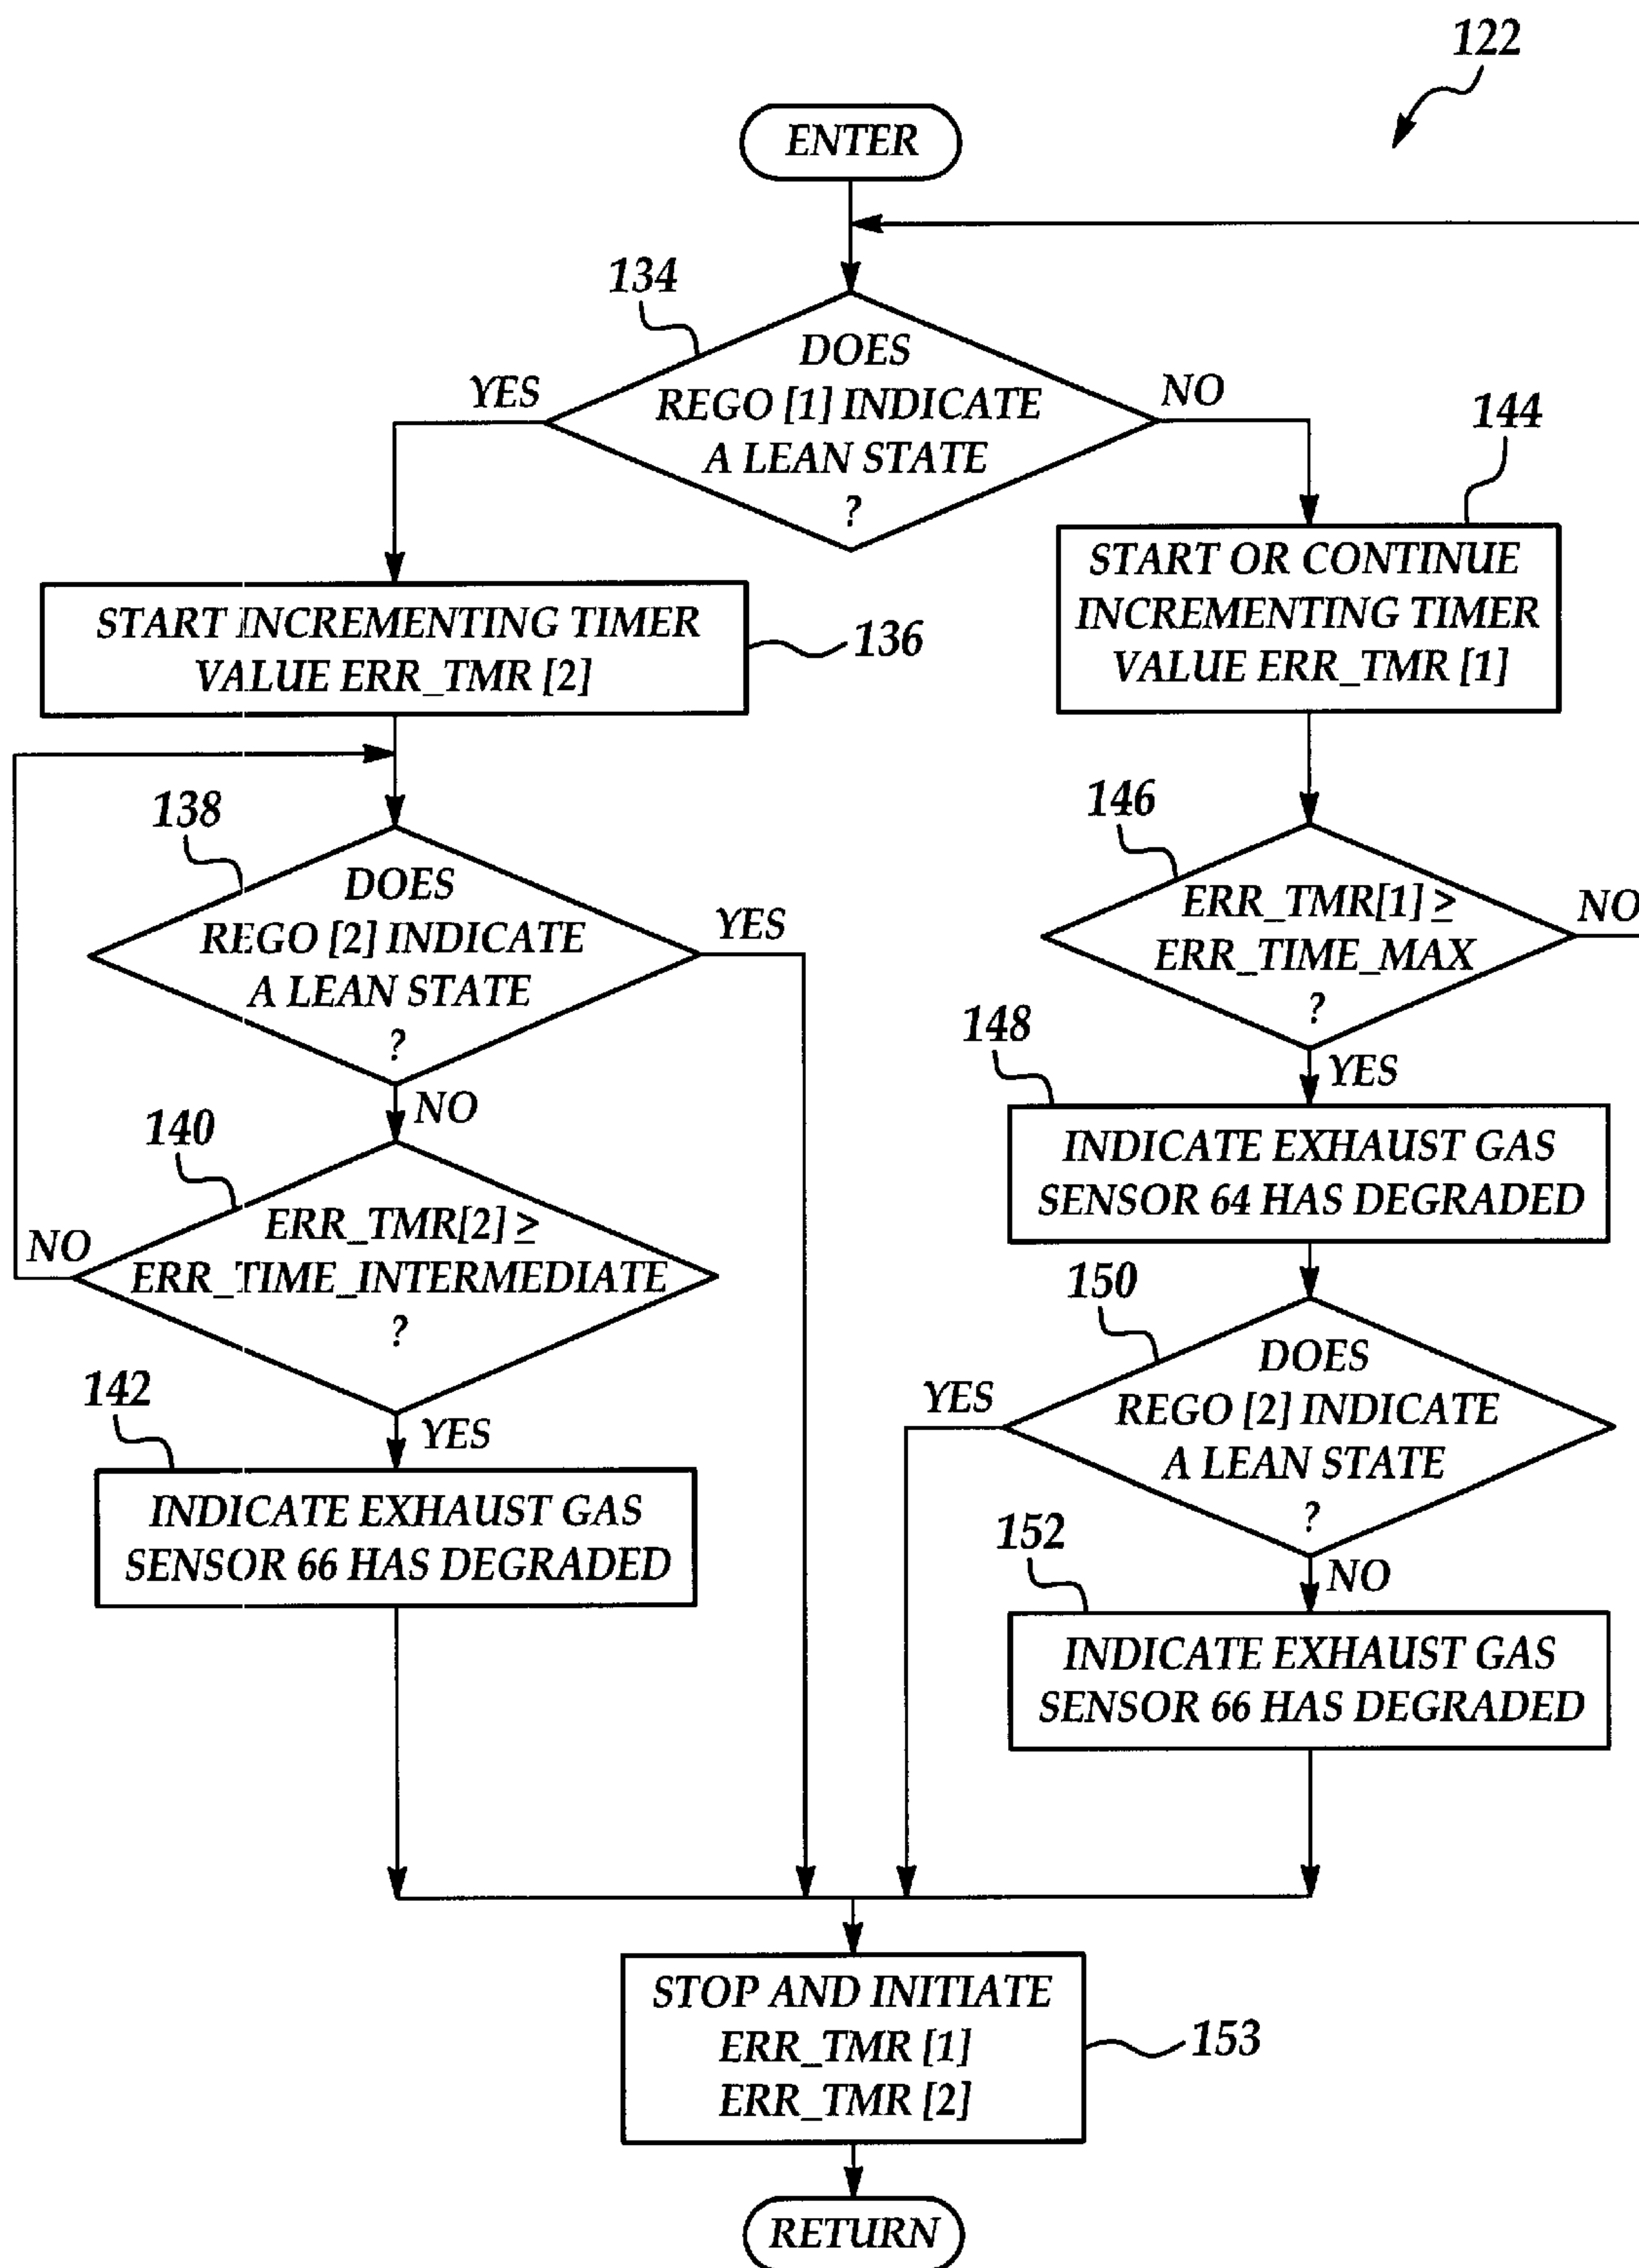 122
ENTER
134
DOES
REGO [1] INDICATE
A LEAN STATE
?
YES
NO
144
START INCREMENTING TIMER
VALUE ERR_TMR [2]
136
START OR CONTINUE
INCREMENTING TIMER
VALUE ERR_TMR [1]
138
DOES
REGO [2] INDICATE
A LEAN STATE
?
YES
NO
146
ERR_TMR[1] ≥
ERR_TIME_MAX
?
NO
YES
140
ERR_TMR[2] ≥
ERR_TIME_INTERMEDIATE
?
NO
YES
148
INDICATE EXHAUST GAS
SENSOR 64 HAS DEGRADED
142
INDICATE EXHAUST GAS
SENSOR 66 HAS DEGRADED
150
DOES
REGO [2] INDICATE
A LEAN STATE
?
YES
NO
152
INDICATE EXHAUST GAS
SENSOR 66 HAS DEGRADED
STOP AND INITIATE
ERR_TMR [1]
ERR_TMR [2]
153
RETURN